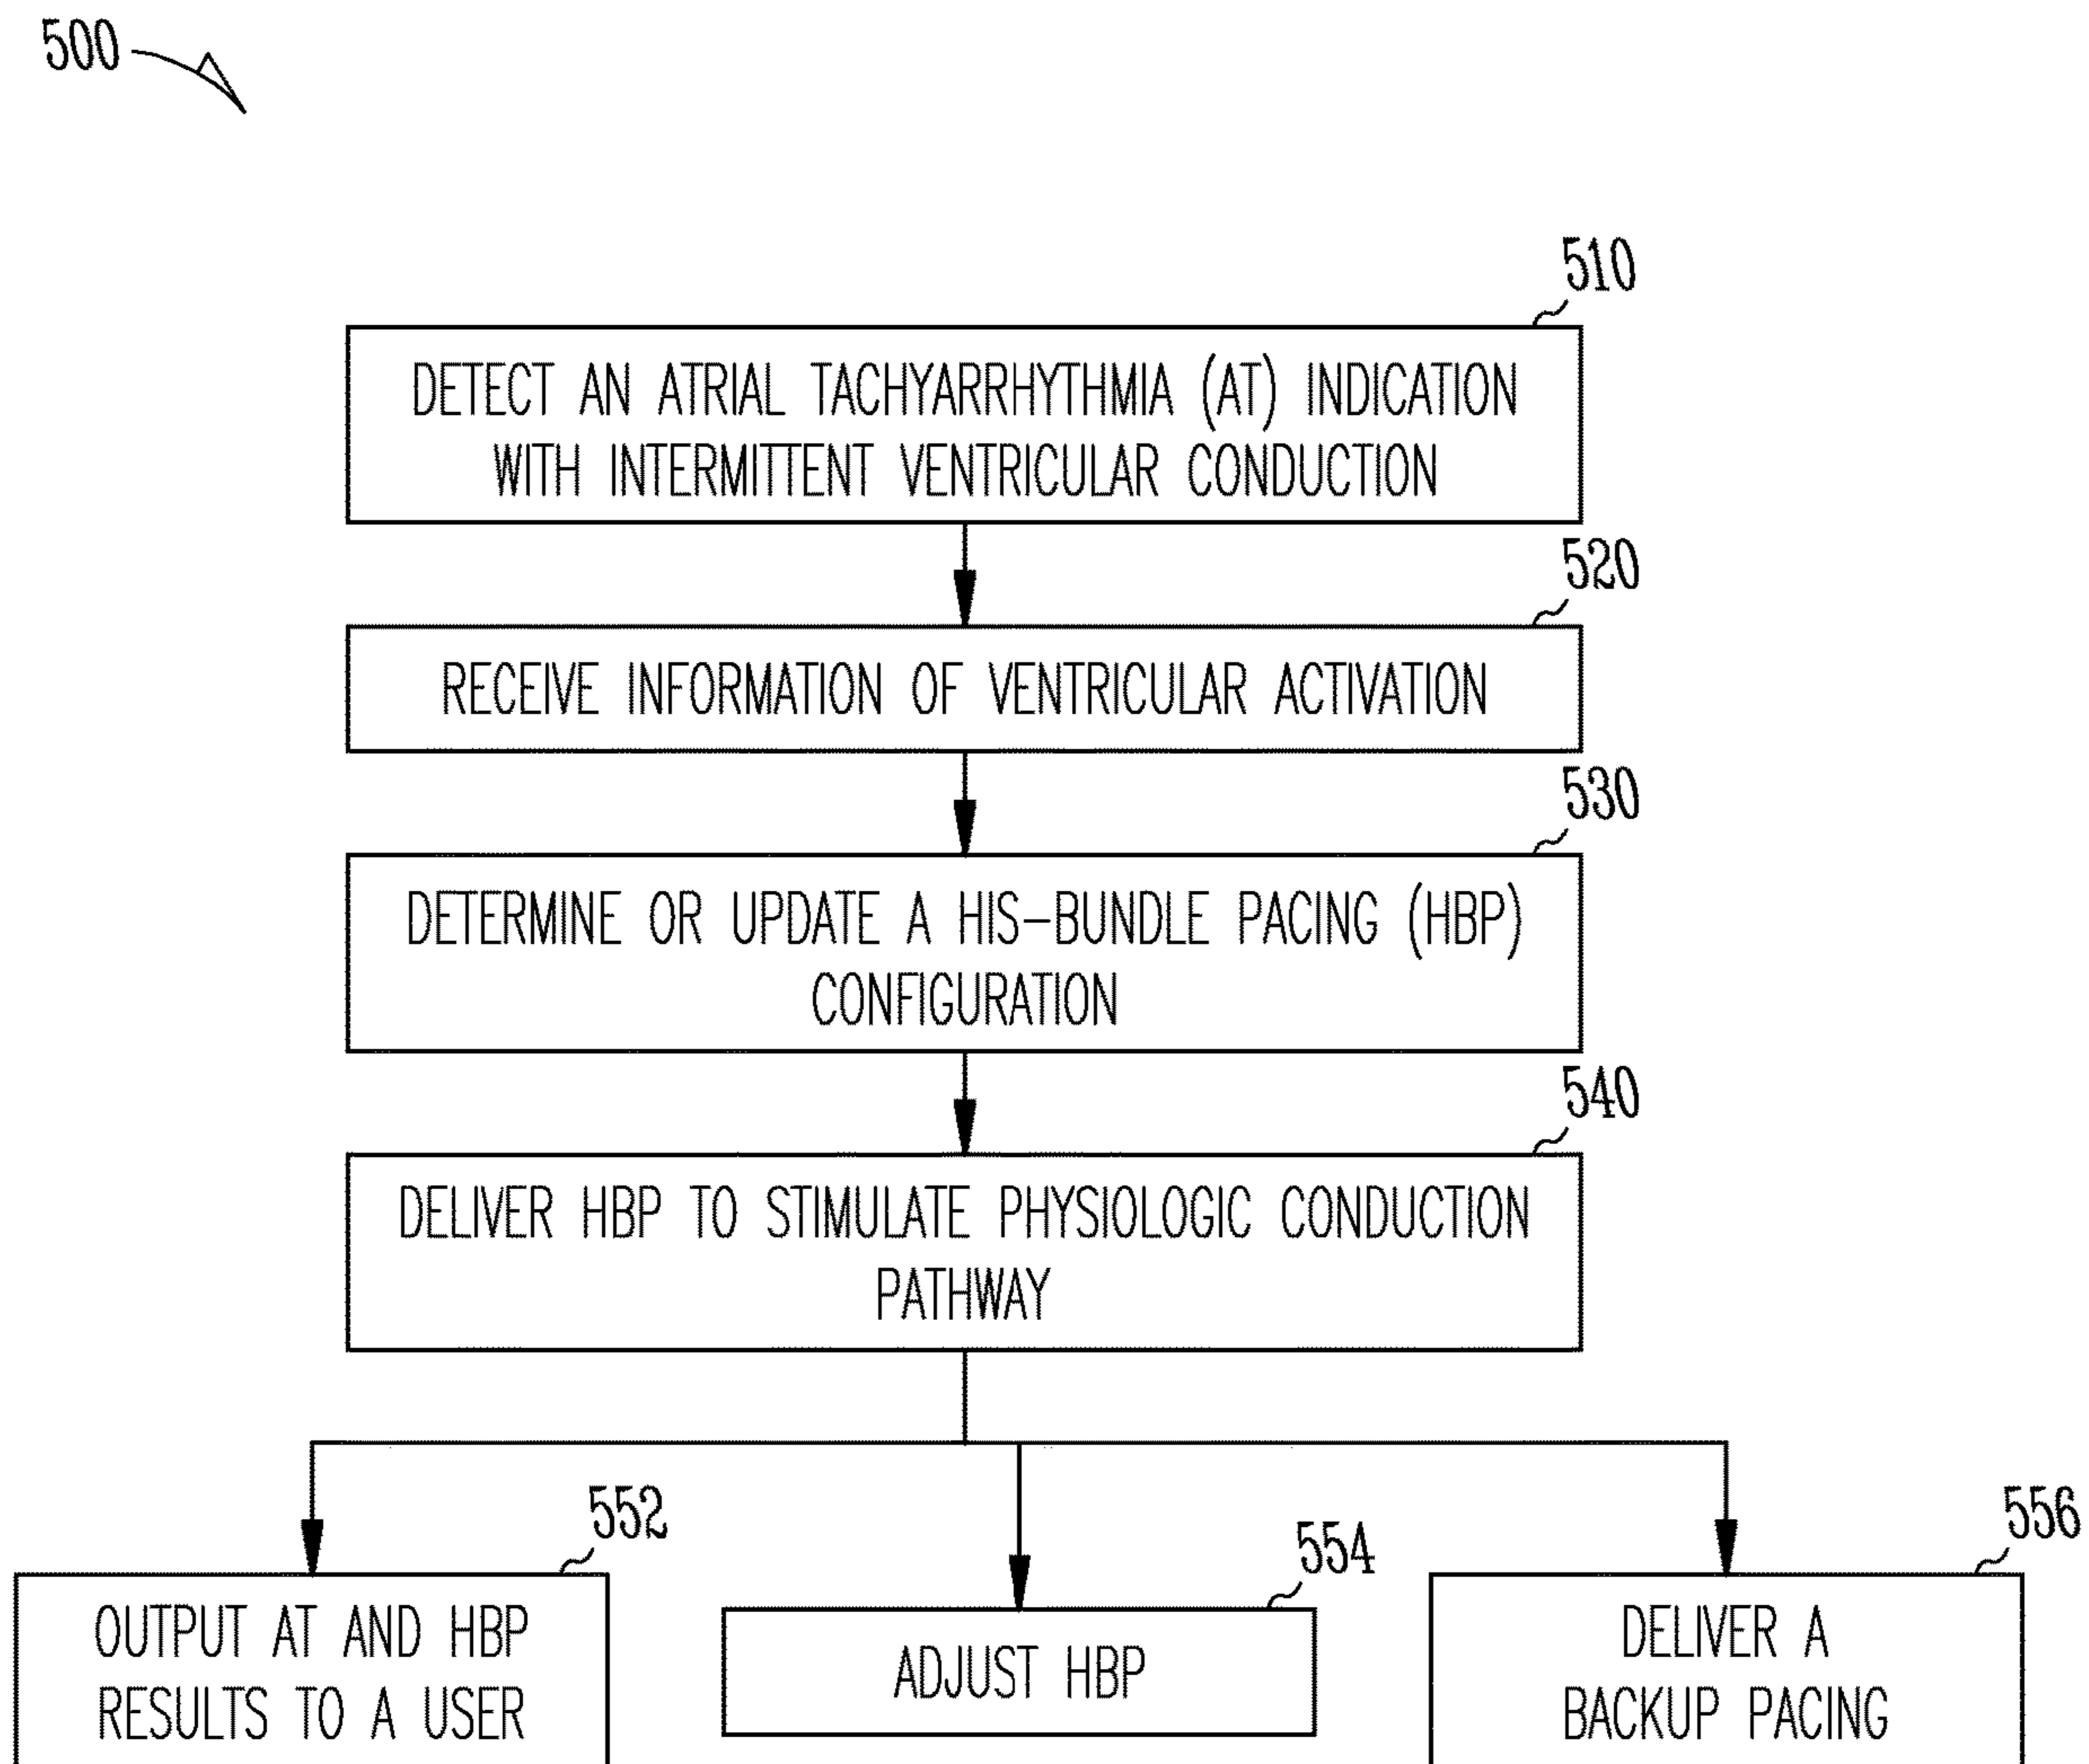 500
510
DETECT AN ATRIAL TACHYARRHYTHMIA (AT) INDICATION
WITH INTERMITTENT VENTRICULAR CONDUCTION
520
RECEIVE INFORMATION OF VENTRICULAR ACTIVATION
530
DETERMINE OR UPDATE A HIS-BUNDLE PACING (HBP)
CONFIGURATION
540
DELIVER HBP TO STIMULATE PHYSIOLOGIC CONDUCTION
PATHWAY
552
OUTPUT AT AND HBP
RESULTS TO A USER
554
ADJUST HBP
556
DELIVER A
BACKUP PACING